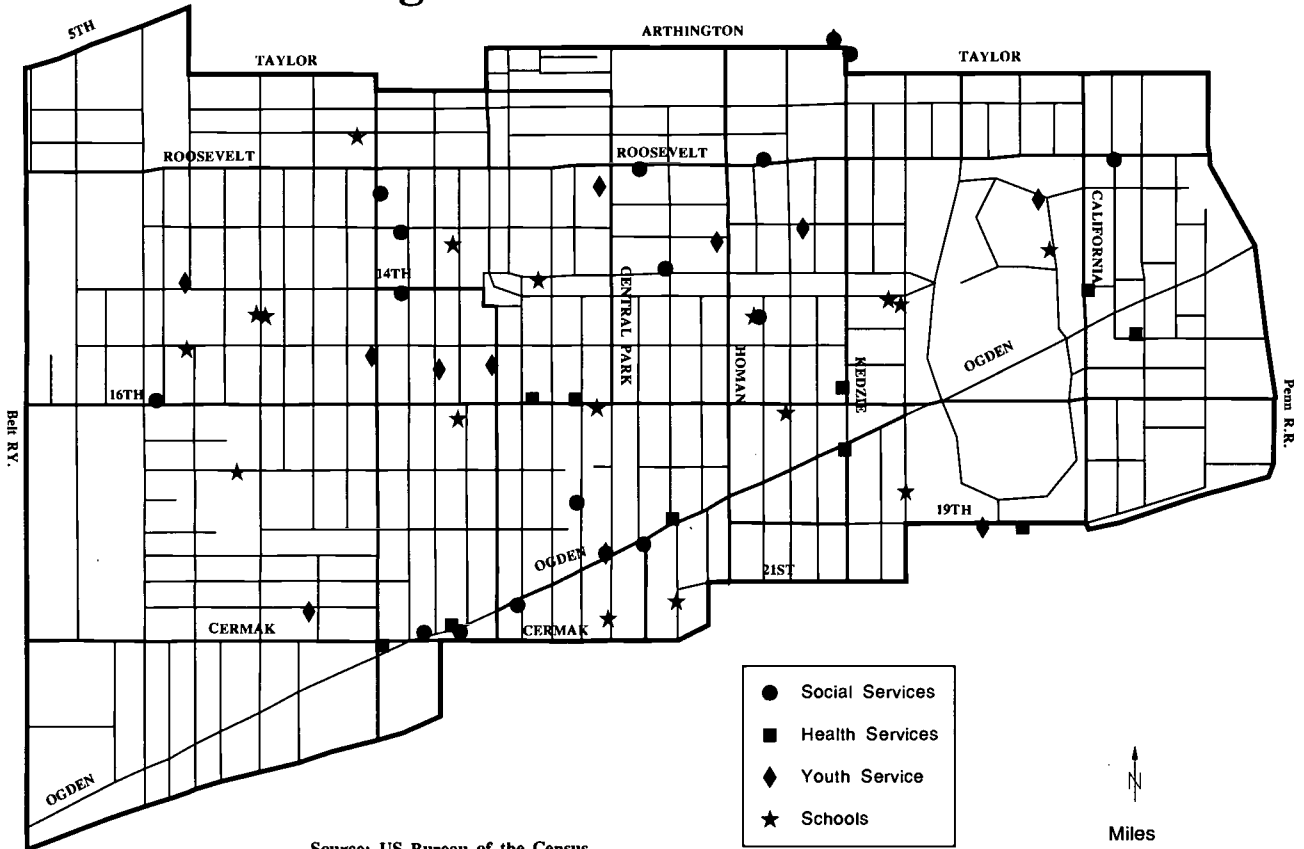 5TH
ARTHINGTON
TAYLOR
TAYLOR
ROOSEVELT
ROOSEVELT
CALIFORNIA
14TH
CENTRAL PARK
HOMAN
KEDZIE
OGDEN
16TH
Belt RY.
Penn R.R.
19TH
OGDEN
21ST
CERMAK
CERMAK
OGDEN
Social Services
Health Services
Youth Service
Schools
N
Miles
Source: US Bureau of the Census